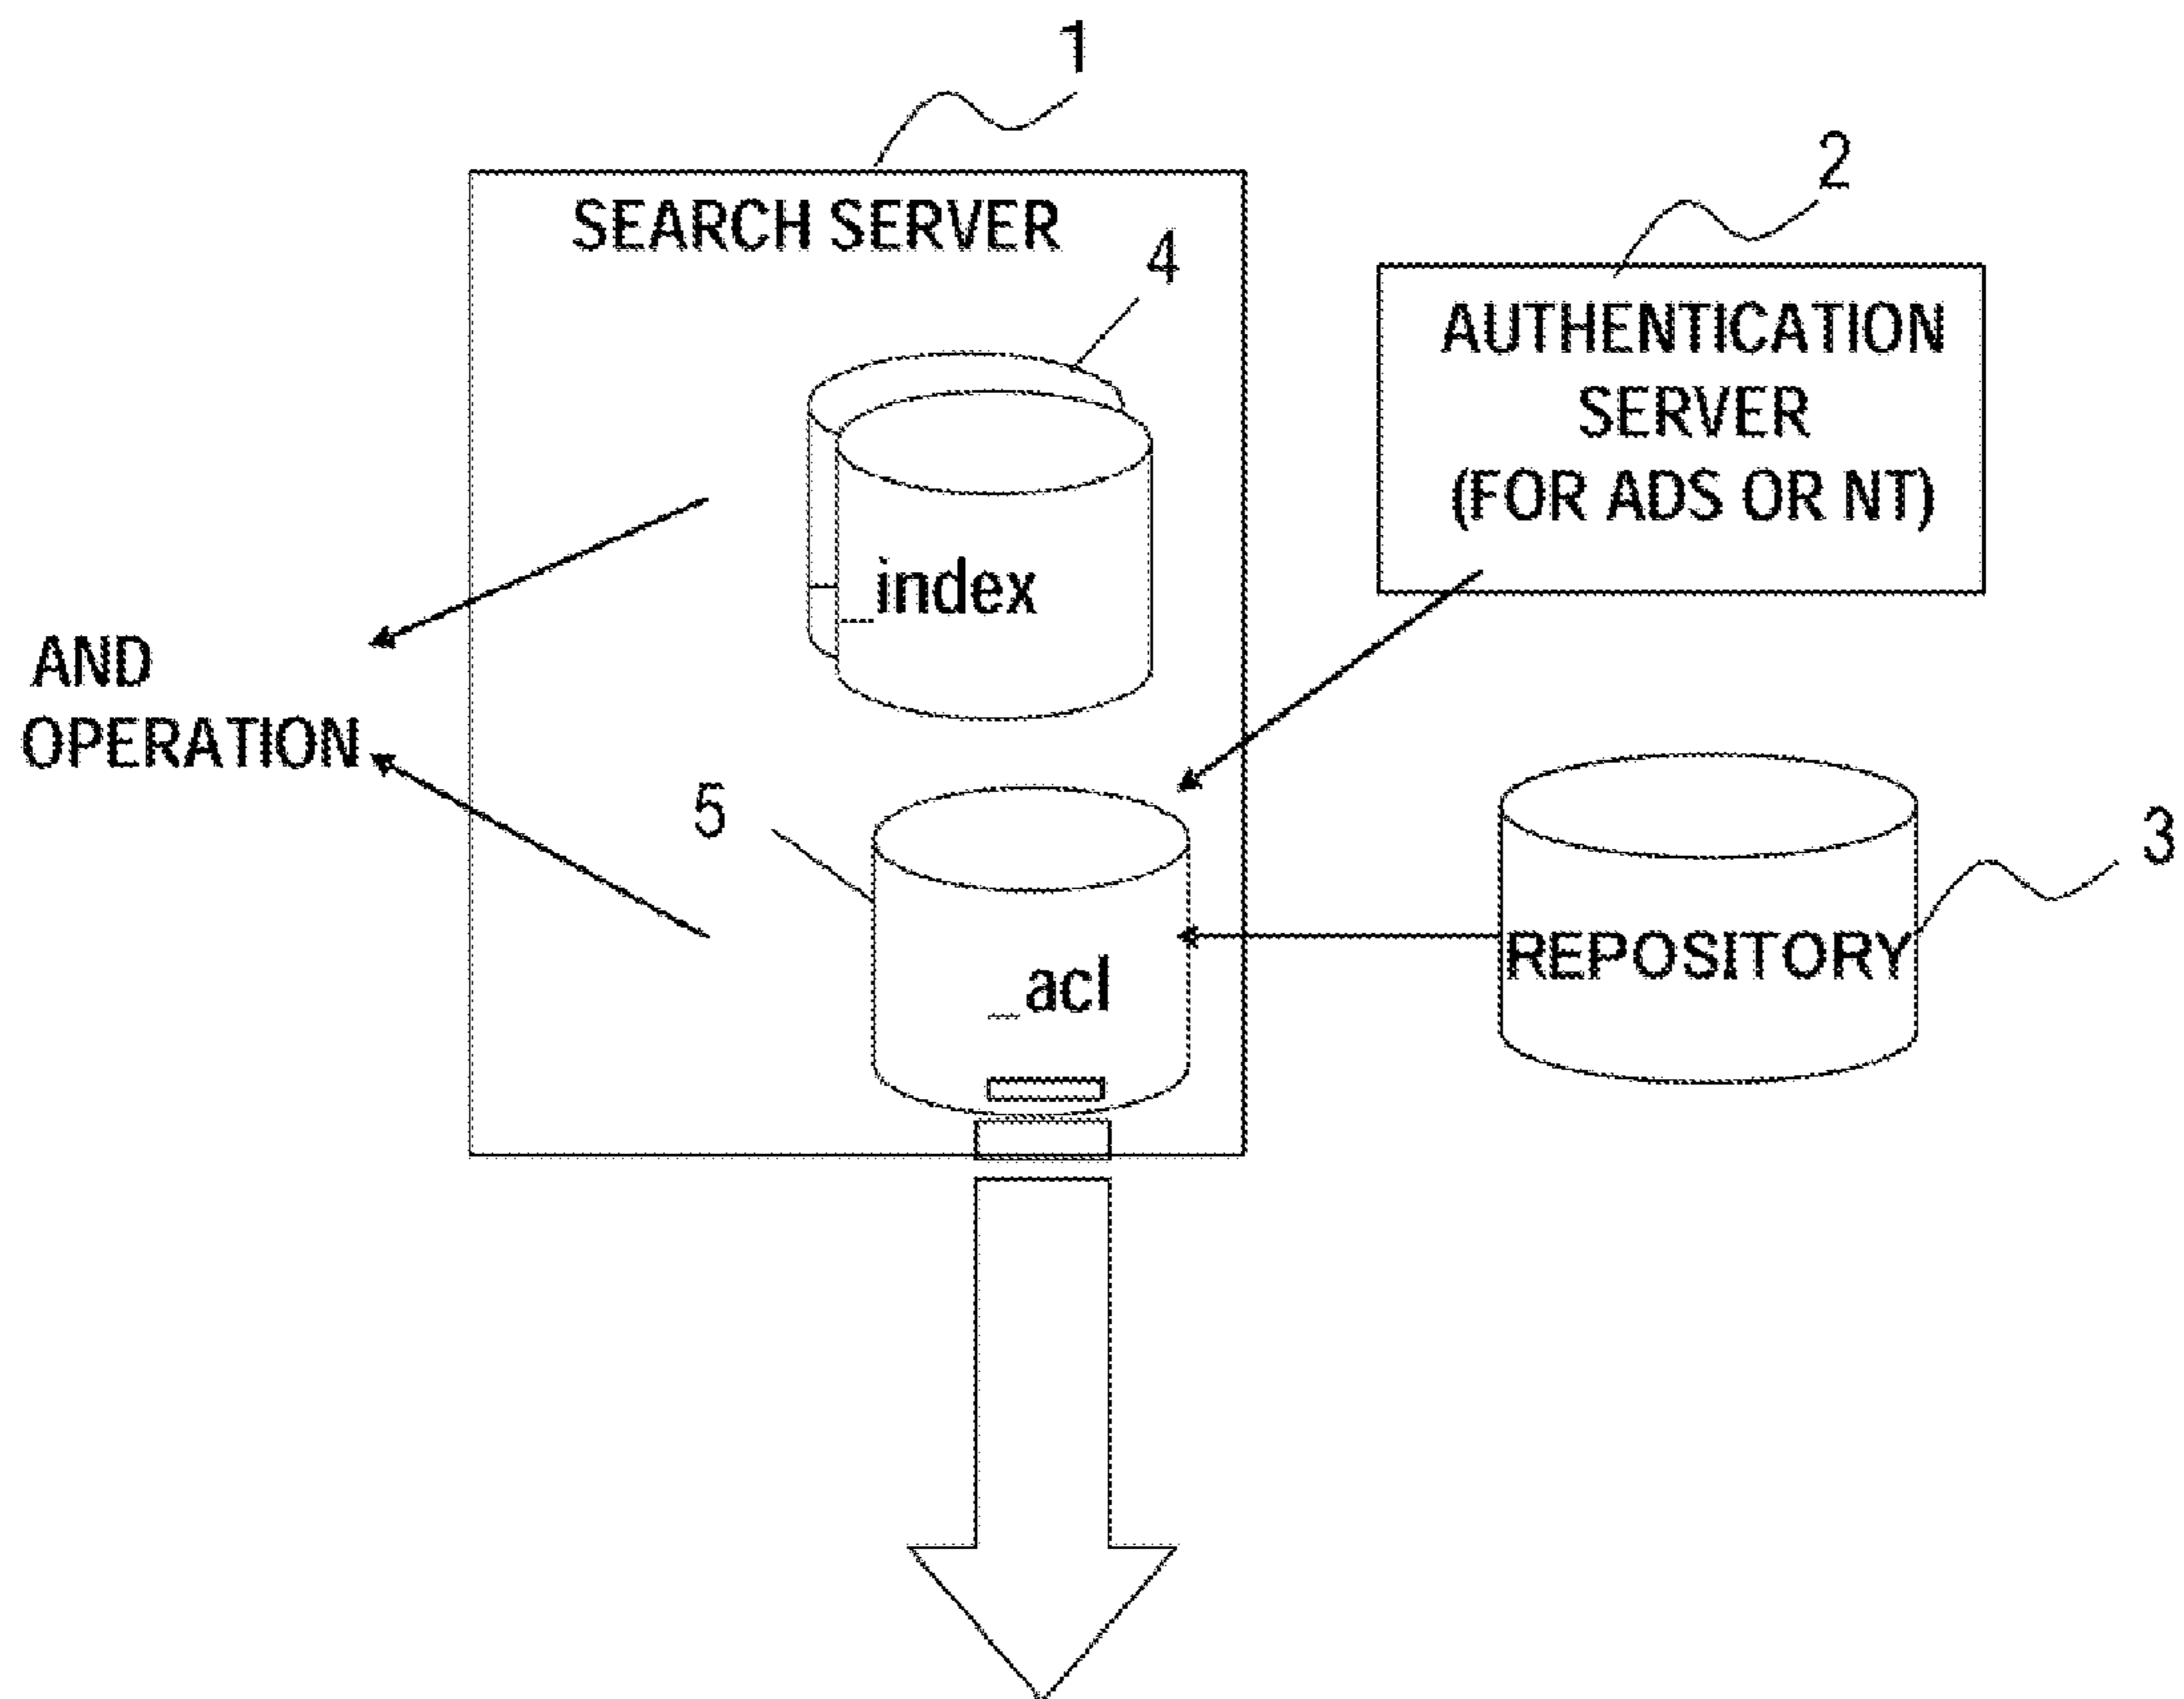 1
2
SEARCH SERVER
4
AUTHENTICATION
SERVER
(FOR ADS OR NT)
_index
AND
OPERATION
5
3
REPOSITORY
_acl